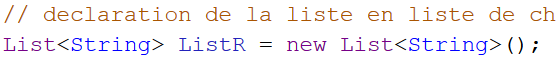 // declaration de la liste en liste de ch
List<String> ListR = new List<String>();